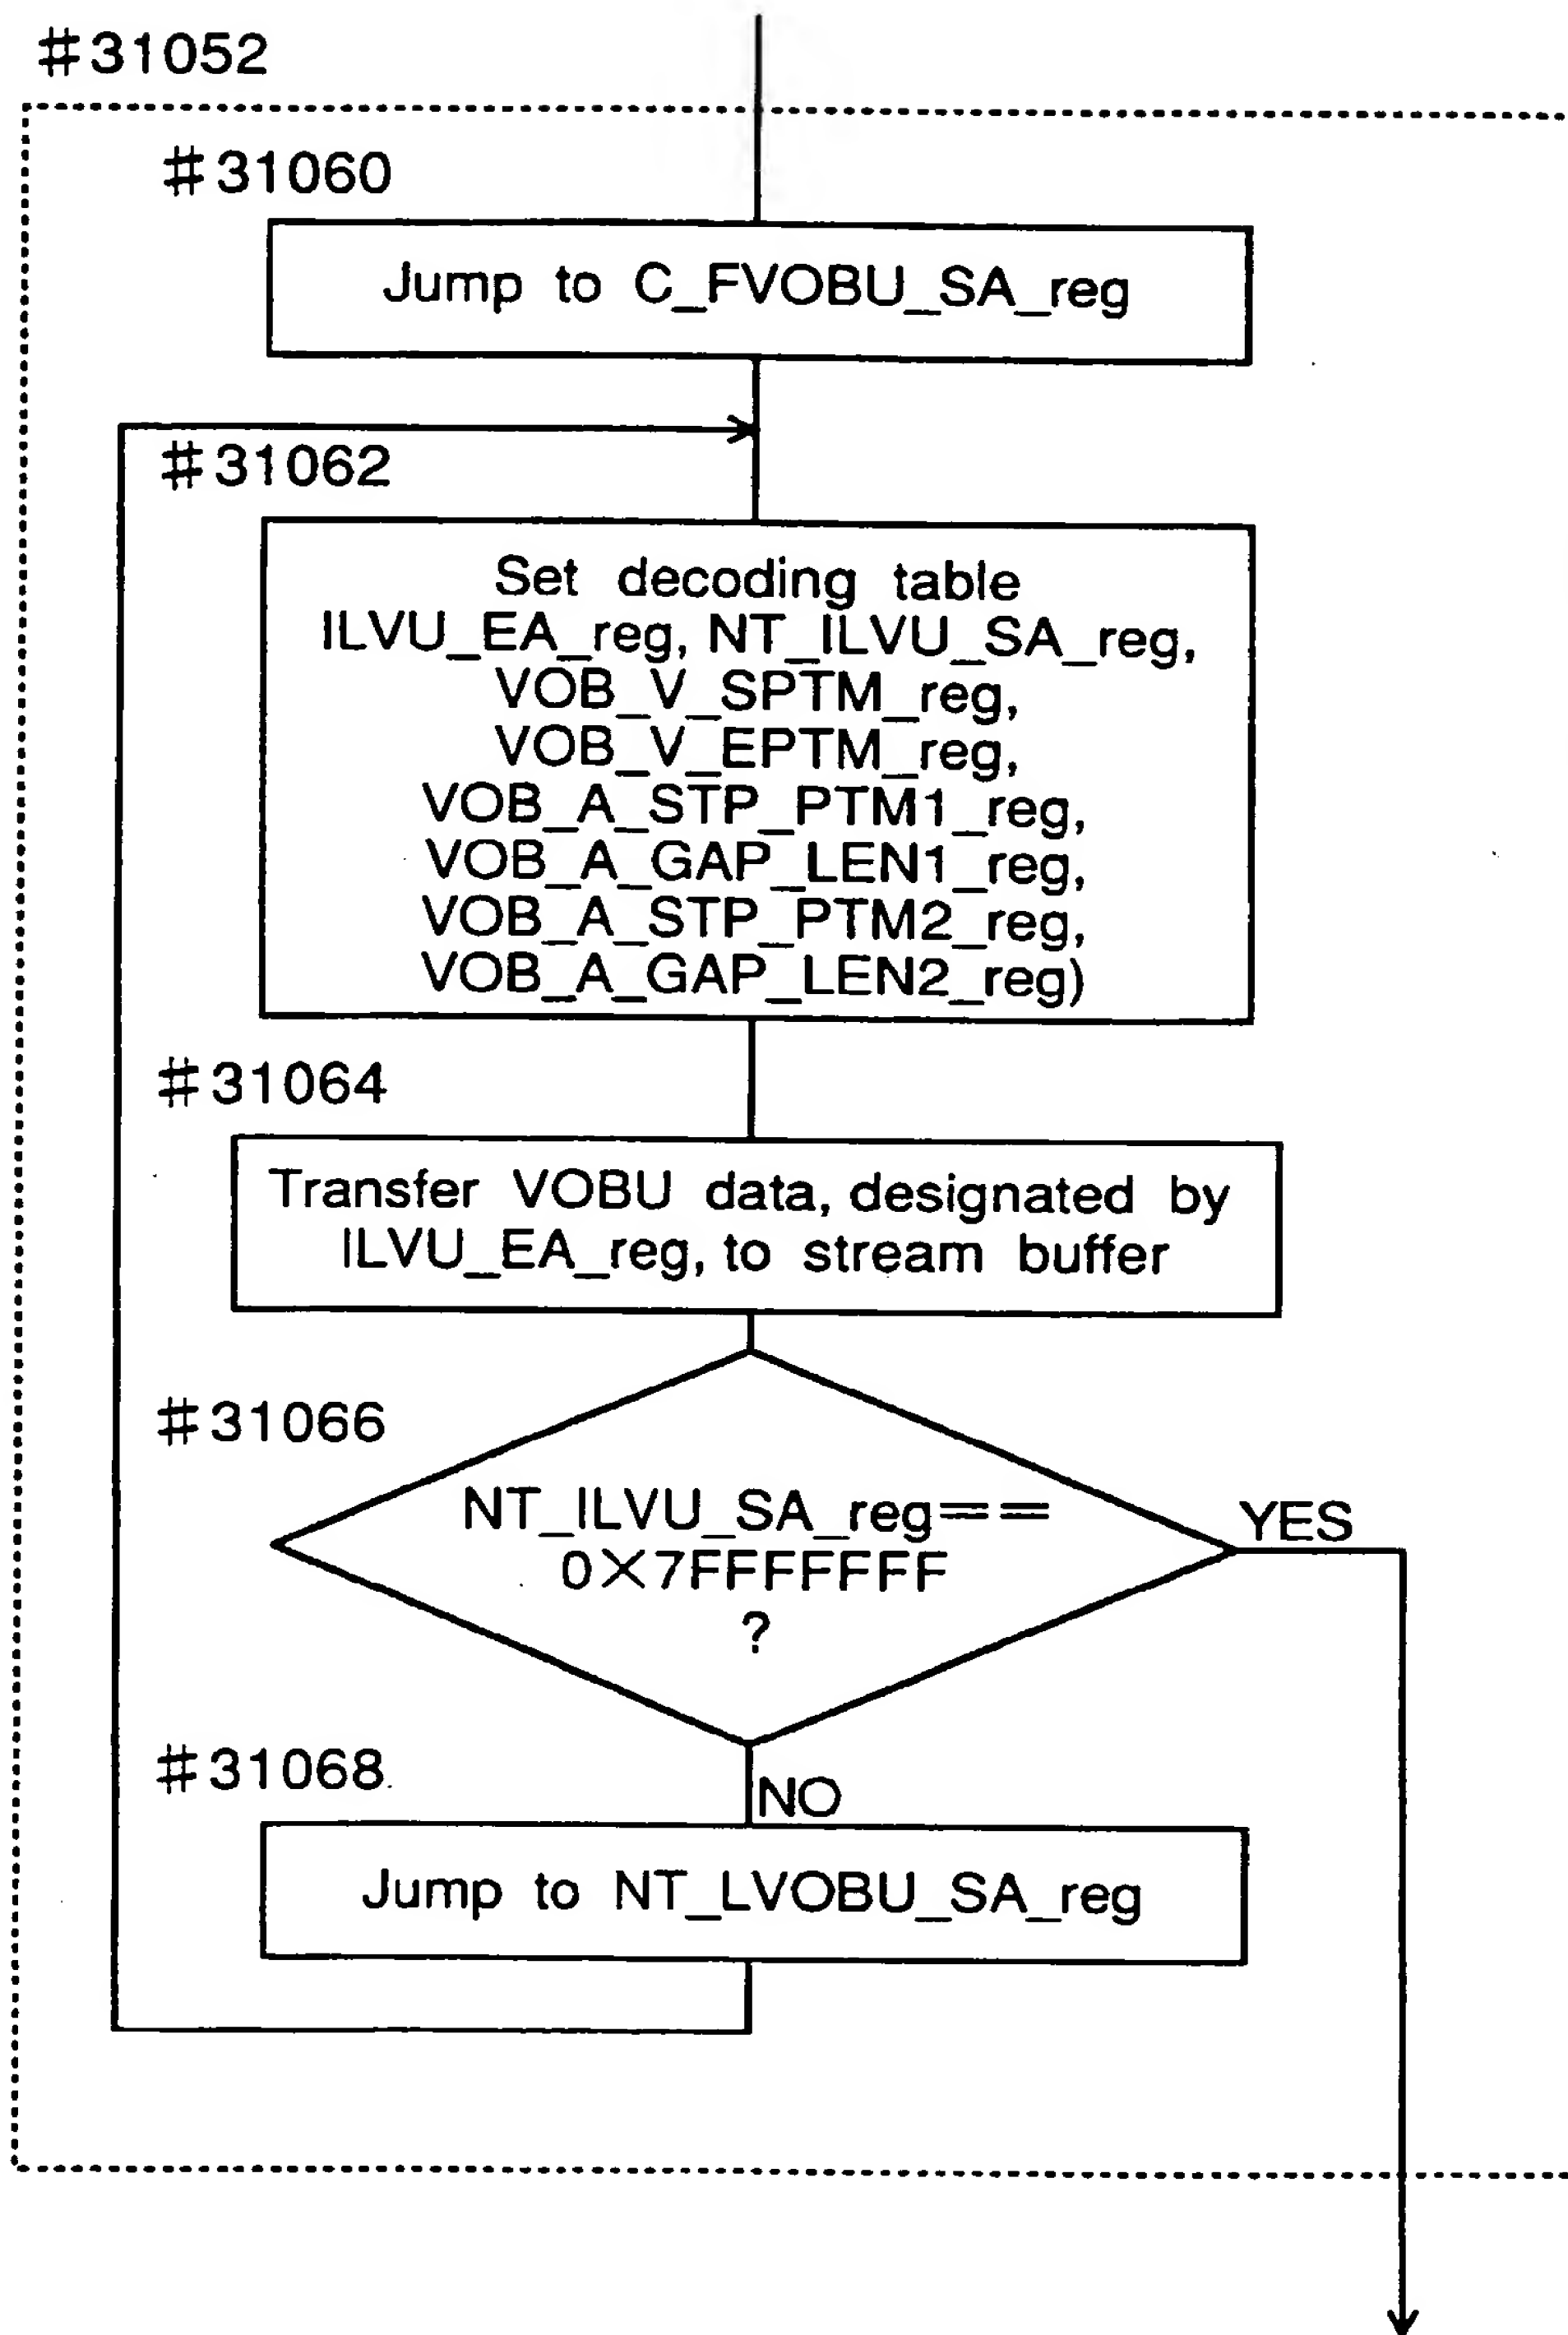 #31052
#31060
Jump to C_FVOBU_SA_reg
#31062
Set decoding table
ILVU_EA_reg, NT_ILVU_SA_reg,
VOB_V_SPTM_reg,
VOB_V_EPTM_reg,
VOB_A_STP_PTM1_reg,
VOB_A_GAP_LEN1_reg,
VOB_A_STP_PTM2_reg,
VOB_A_GAP_LEN2_reg)
#31064
Transfer VOBU data, designated by
ILVU_EA_reg, to stream buffer
#31066
NT_ILVU_SA_reg==
0X7FFFFFFF
?
YES
#31068
NO
Jump to NT_LVOBU_SA_reg